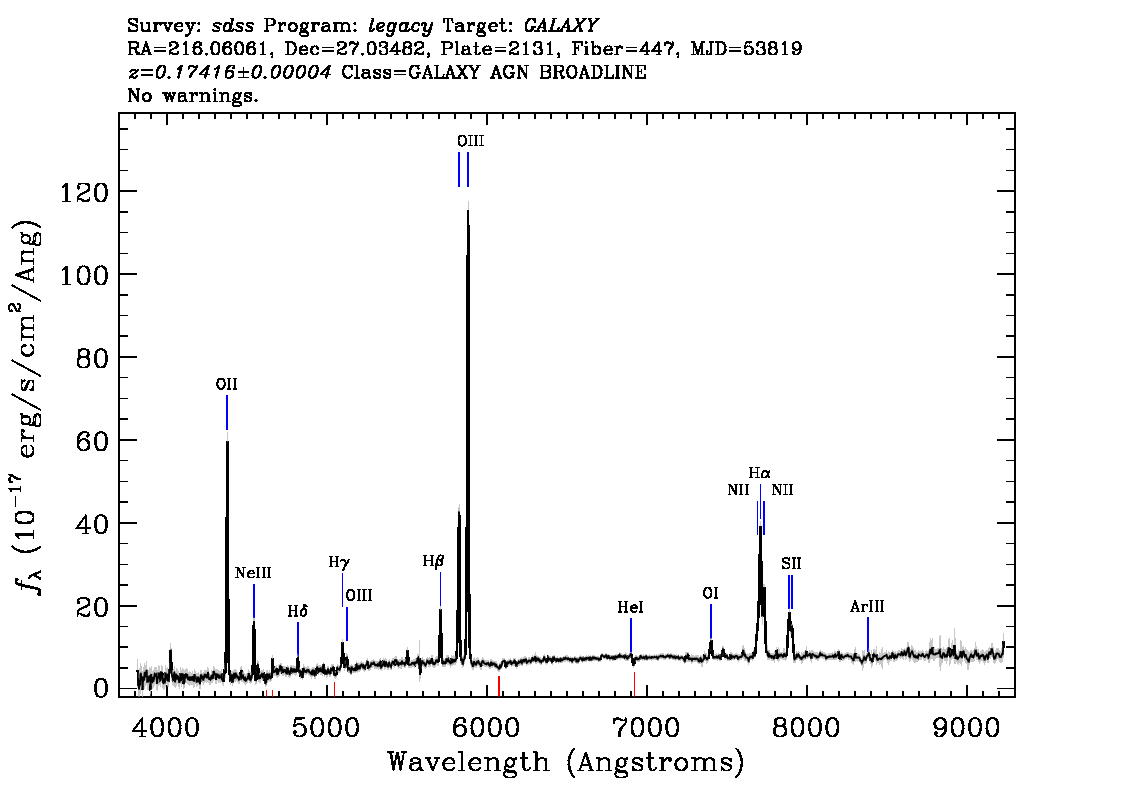 Survey: sdss Program: legacy Target: GALAXY
RA=216.06061, Dec=27.03482, Plate=2131, Fiber=447, MJD=53819
z=0.17416±0.00004 Class=GALAXY AGN BROADLINE
No warnings.
OIII
120
100
80
60
40
20
0
f_λ (10^−17 erg/s/cm^2/Ang)
OII
NeIII
Hδ
Hγ
OIII
Hβ
HeI
OI
Hα
NII NII
SII
ArIII
4000 5000 6000 7000 8000 9000
Wavelength (Angstroms)